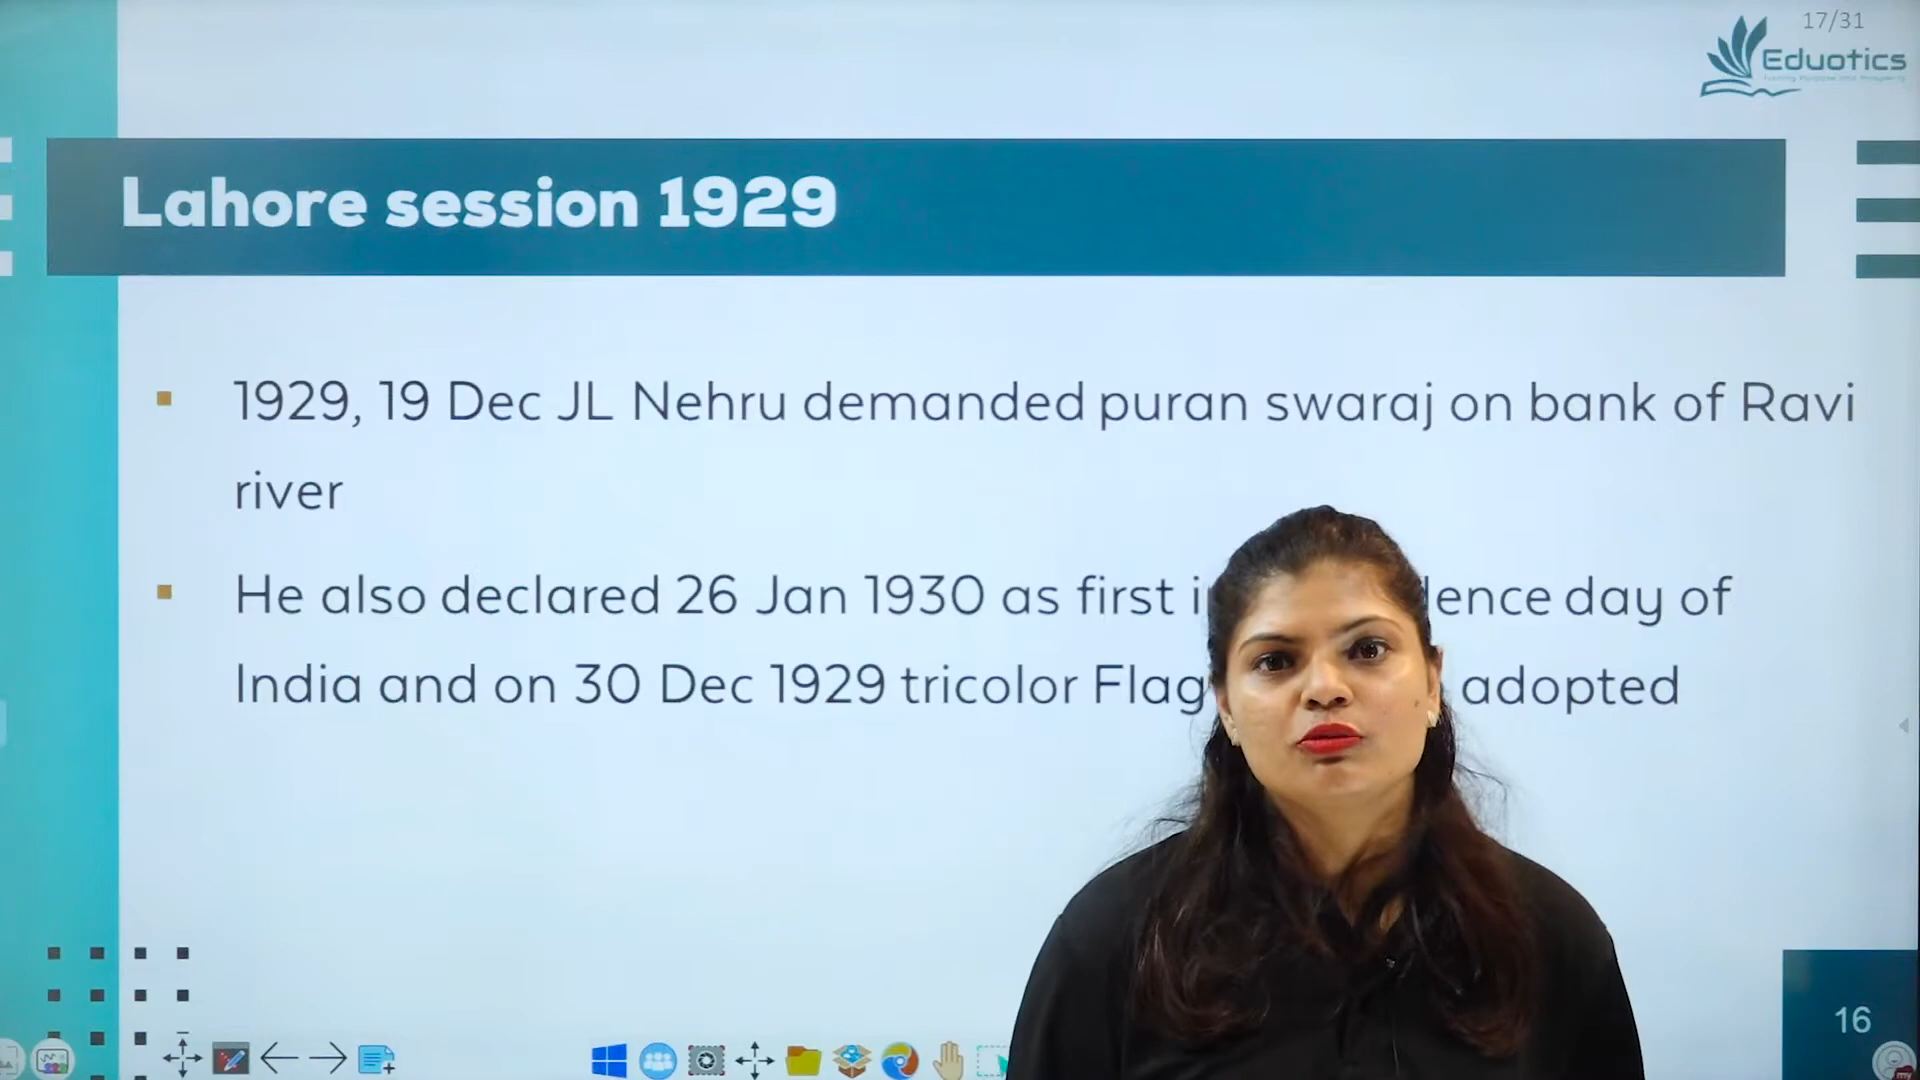 17/31
Eduotics
Lahore session 1929
1929, 19 Dec JL Nehru demanded puran swaraj on bank of Ravi
river
He also declared 26 Jan 1930 as first dence day of
India and on 30 Dec 1929 tricolor Flag adopted
16